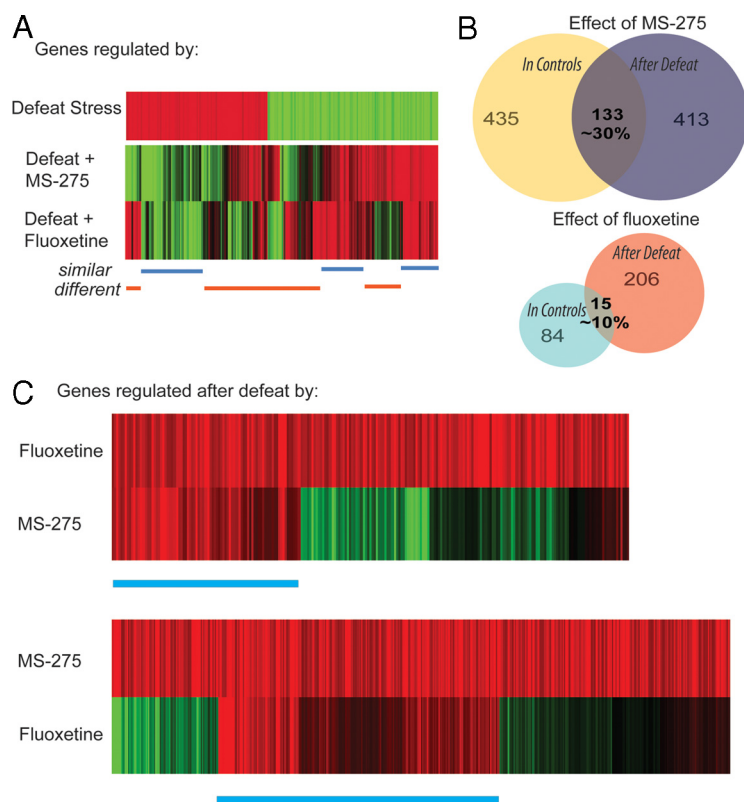 A
Genes regulated by:
Defeat Stress
Defeat +
MS-275
Defeat +
Fluoxetine
similar
different
B
Effect of MS-275
In Controls
After Defeat
435
133
~30%
413
Effect of fluoxetine
After Defeat
206
In Controls
15
~10%
84
C
Genes regulated after defeat by:
Fluoxetine
MS-275
MS-275
Fluoxetine